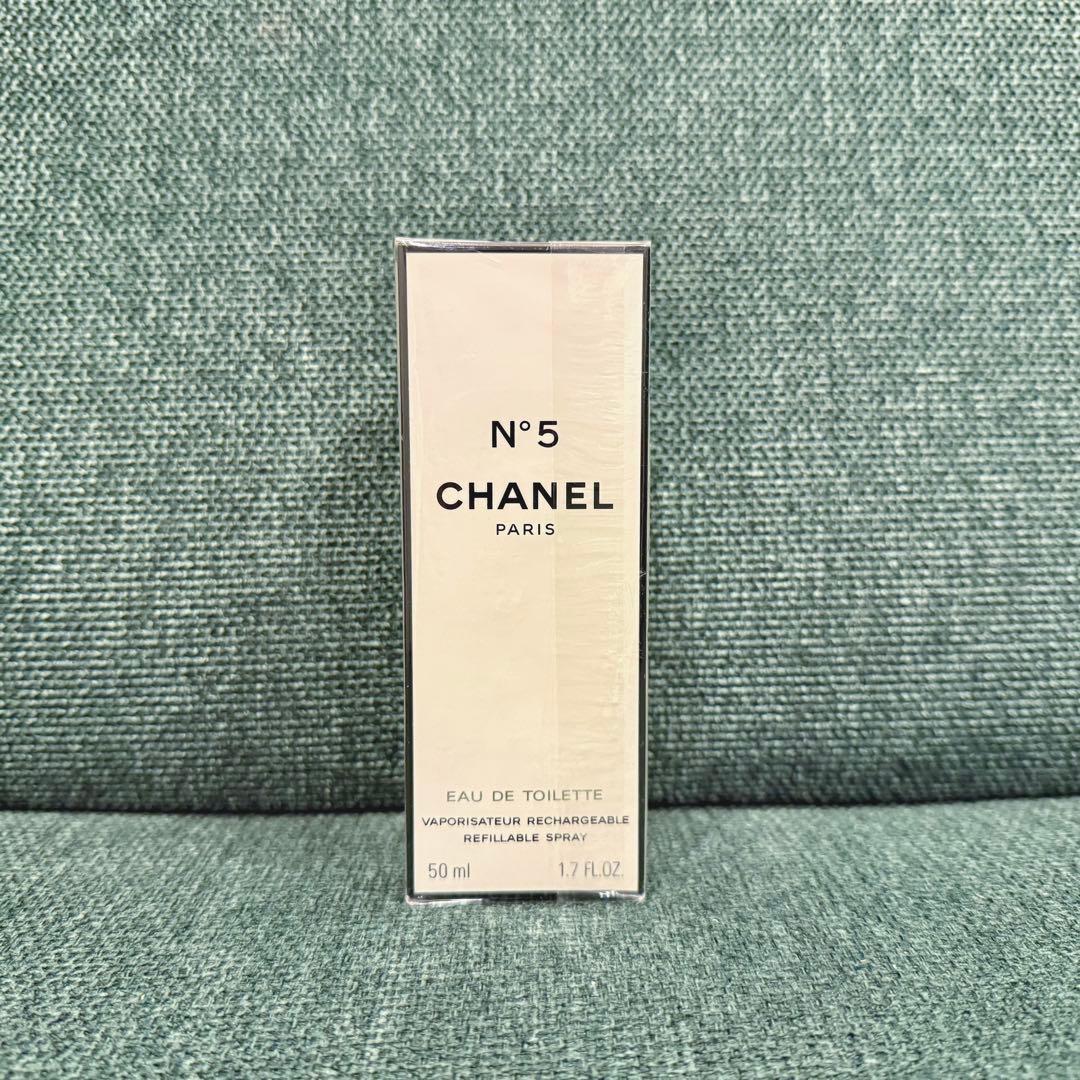 N°5
CHANEL
PARIS
EAU DE TOILETTE
VAPORISATEUR RECHARGEABLE
REFILLABLE SPRAY
50 ml 1.7 FL.OZ.